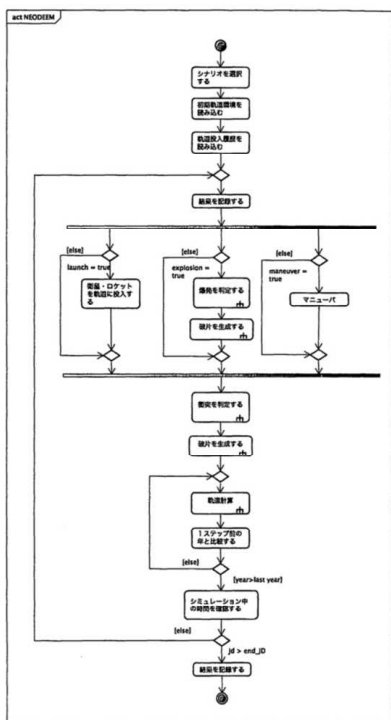 act NEODEEM
シナリオを選択
する
初期軌道環境を
読み込む
軌道投入履歴を
読み込む
結果を記録する
[else]
launch = true
衛星・ロケット
を軌道に投入す
る
[else]
explosion =
true
爆発を判定する
破片を生成する
[else]
maneuver =
true
マニューバ
衝突を判定する
破片を生成する
軌道計算
1ステップ前の
年と比較する
[else]
[year>last year]
シミュレーション中
の時間を確認する
[else]
jd > end_JD
結果を記録する